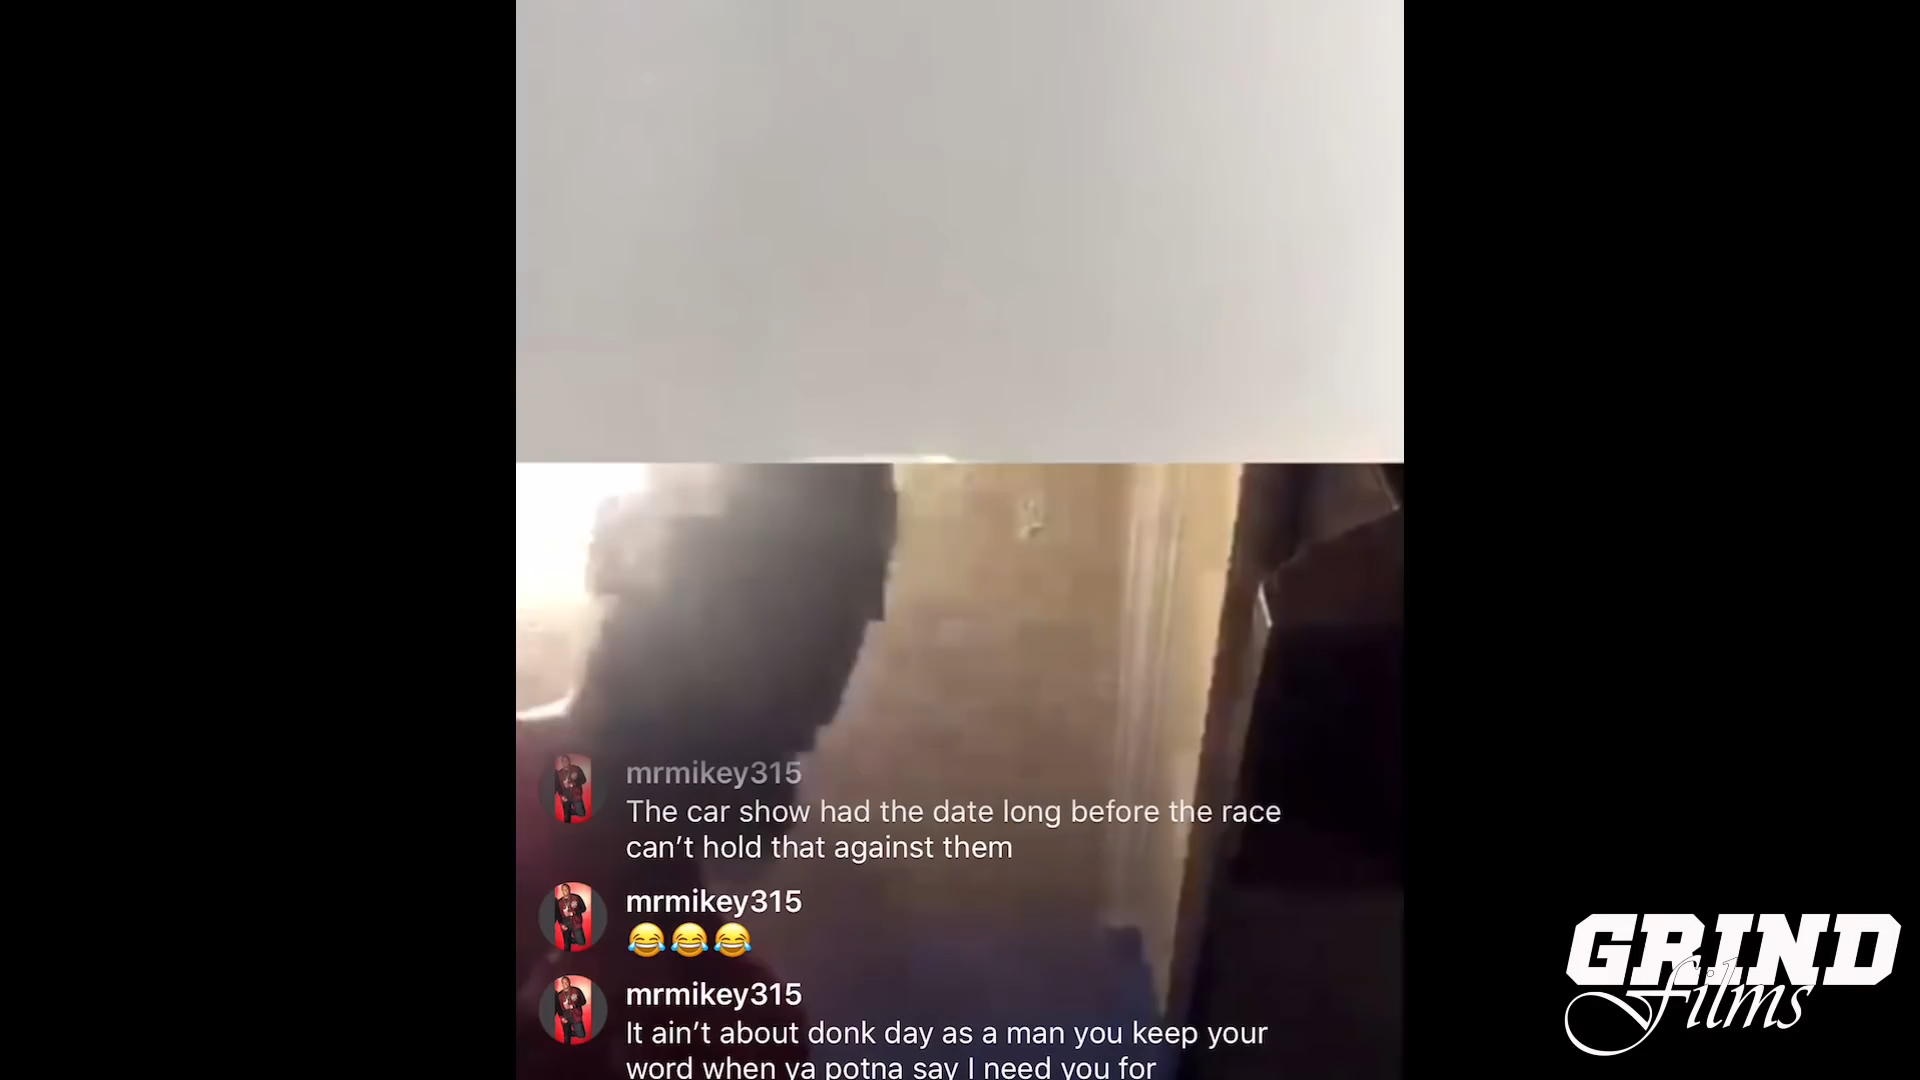 mrmikey315
The car show had the date long before the race
can’t hold that against them
mrmikey315
😂😂😂
mrmikey315
It ain’t about donk day as a man you keep your
word when ya potna say I need you for
GRIND
films